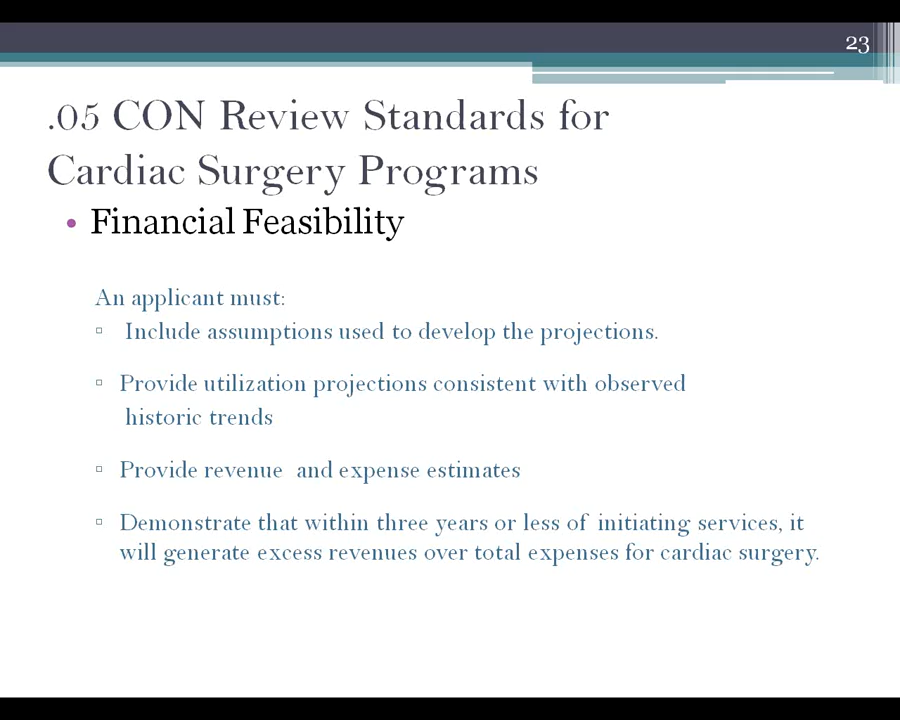 23
.05 CON Review Standards for
Cardiac Surgery Programs
• Financial Feasibility
An applicant must:
▫ Include assumptions used to develop the projections.
▫ Provide utilization projections consistent with observed
historic trends
▫ Provide revenue and expense estimates
▫ Demonstrate that within three years or less of initiating services, it
will generate excess revenues over total expenses for cardiac surgery.